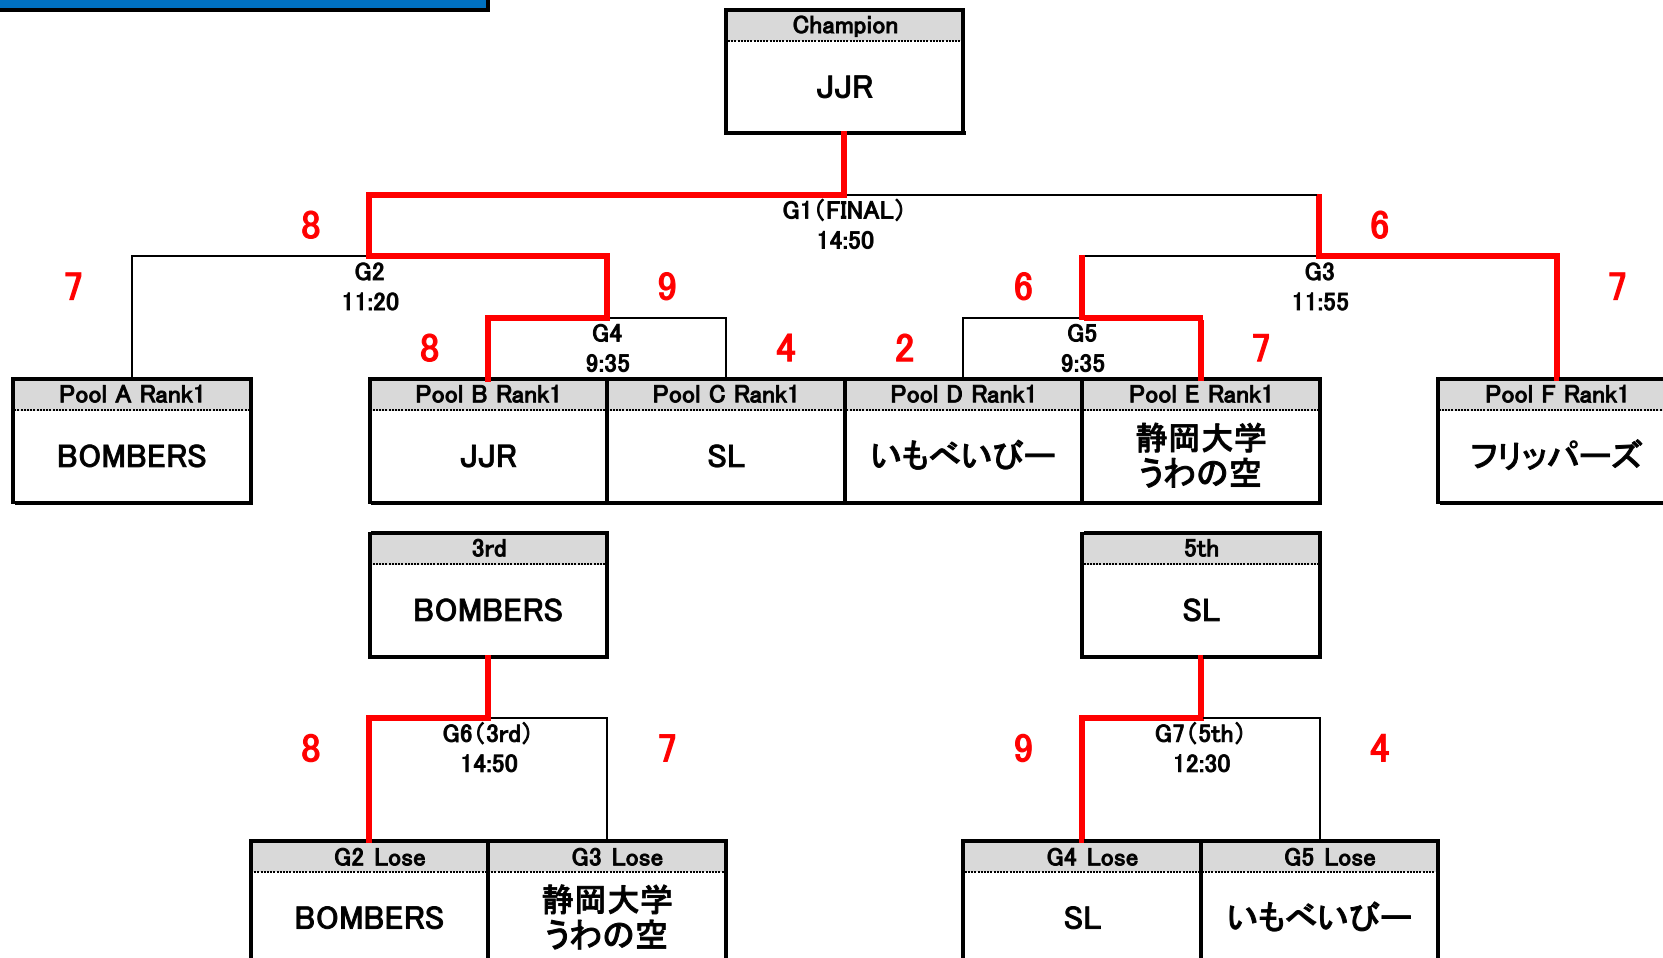 Champion
JJR
G1(FINAL)
14:50
8
6
G2
11:20
G3
11:55
7
9
6
7
G4
9:35
G5
9:35
8
4
2
7
Pool A Rank1
Pool B Rank1
Pool C Rank1
Pool D Rank1
Pool E Rank1
Pool F Rank1
BOMBERS
JJR
SL
いもべいびー
静岡大学
うわの空
フリッパーズ
3rd
5th
BOMBERS
SL
G6(3rd)
14:50
G7(5th)
12:30
8
7
9
4
G2 Lose
G3 Lose
G4 Lose
G5 Lose
BOMBERS
静岡大学
うわの空
SL
いもべいびー